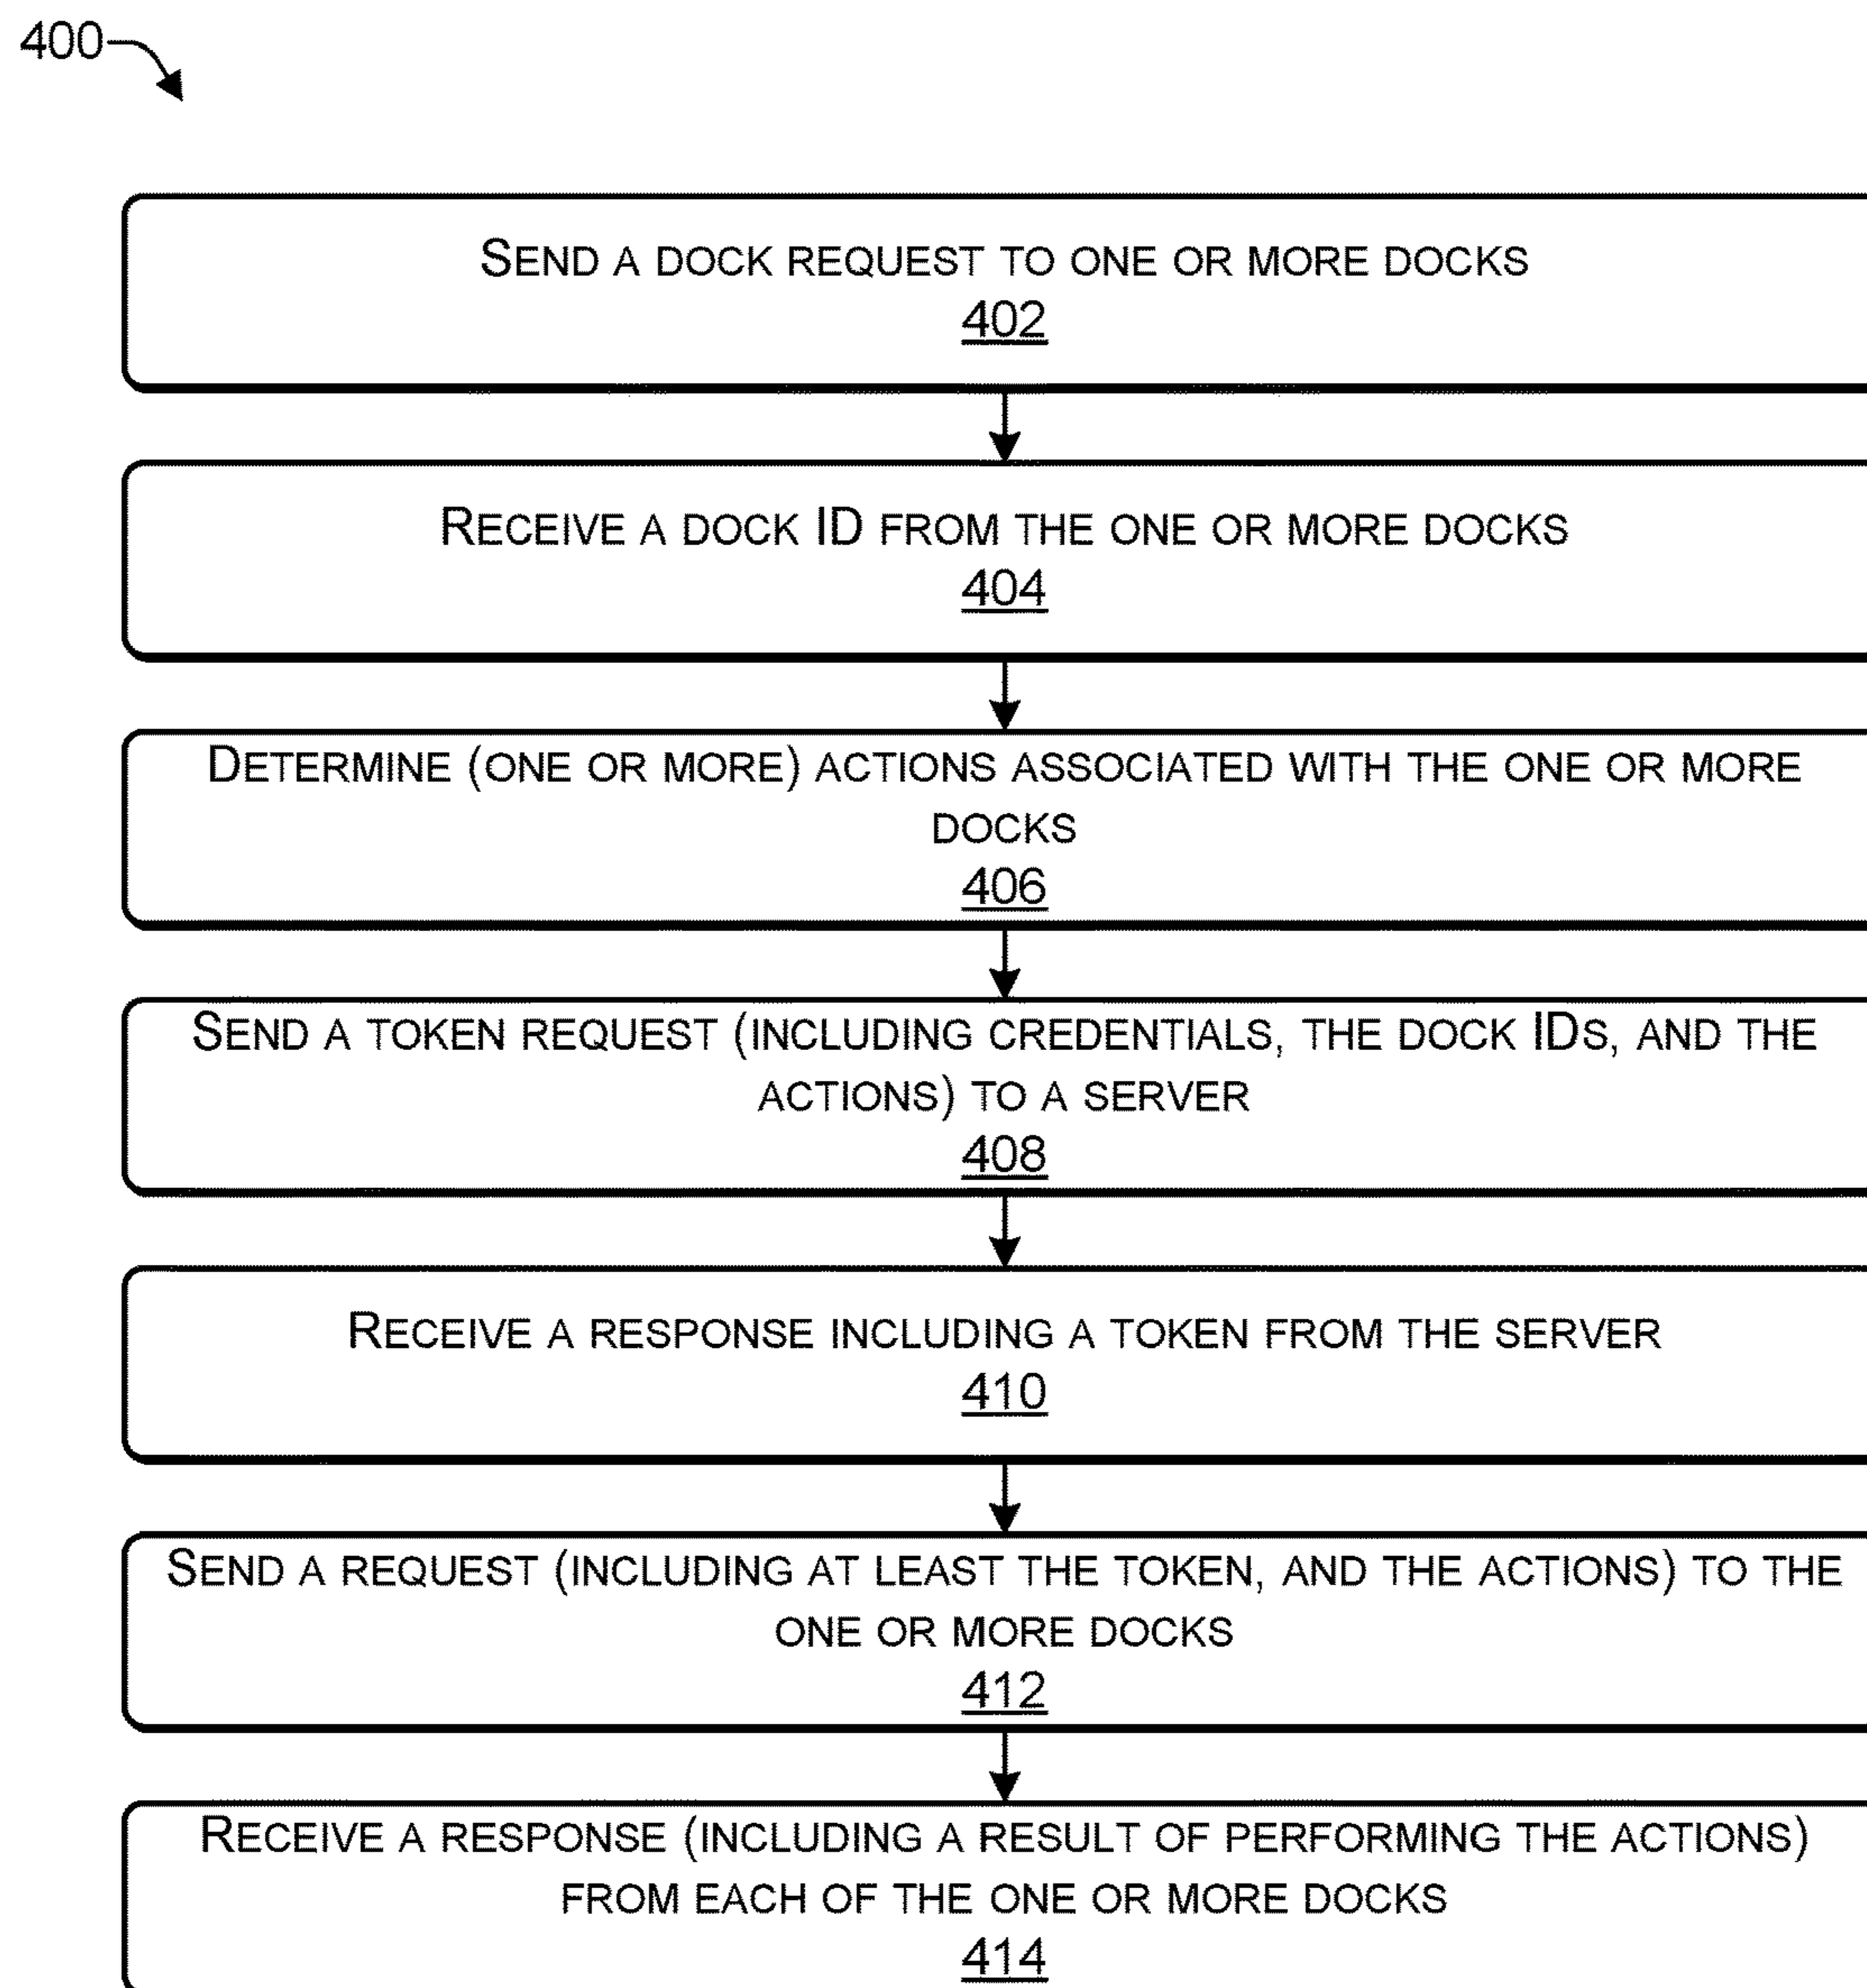 400
SEND A DOCK REQUEST TO ONE OR MORE DOCKS
402
RECEIVE A DOCK ID FROM THE ONE OR MORE DOCKS
404
DETERMINE (ONE OR MORE) ACTIONS ASSOCIATED WITH THE ONE OR MORE
DOCKS
406
SEND A TOKEN REQUEST (INCLUDING CREDENTIALS, THE DOCK IDS, AND THE
ACTIONS) TO A SERVER
408
RECEIVE A RESPONSE INCLUDING A TOKEN FROM THE SERVER
410
SEND A REQUEST (INCLUDING AT LEAST THE TOKEN, AND THE ACTIONS) TO THE
ONE OR MORE DOCKS
412
RECEIVE A RESPONSE (INCLUDING A RESULT OF PERFORMING THE ACTIONS)
FROM EACH OF THE ONE OR MORE DOCKS
414